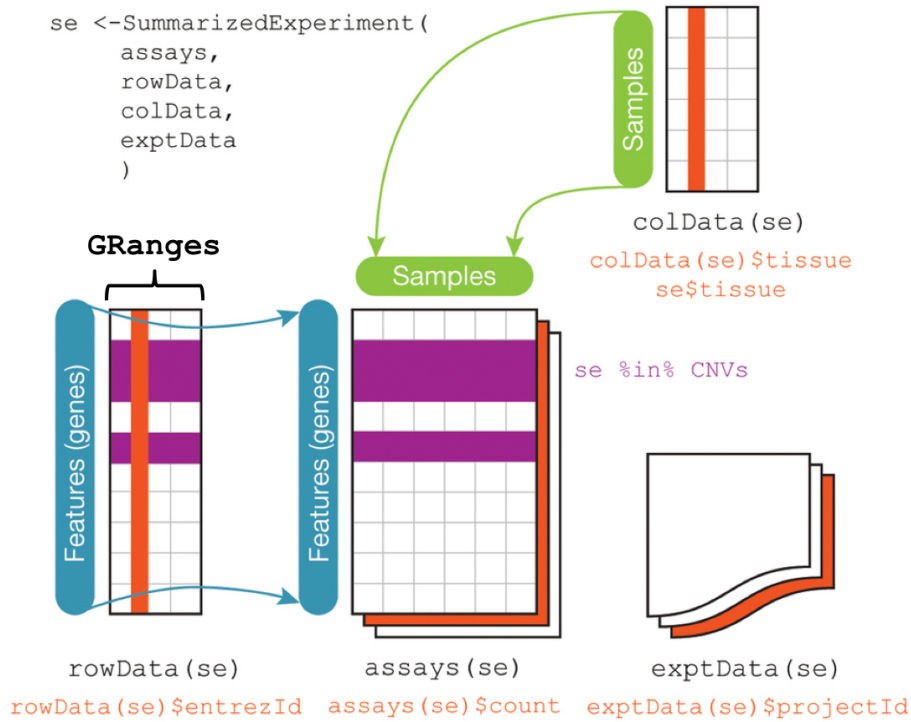 se <-SummarizedExperiment(
assays,
rowData,
colData,
exptData
)
Samples
colData(se)
colData(se)$tissue
se$tissue
GRanges
Samples
Features (genes)
Features (genes)
se %in% CNVs
rowData(se)
assays(se)
exptData(se)
rowData(se)$entrezId
assays(se)$count
exptData(se)$projectId